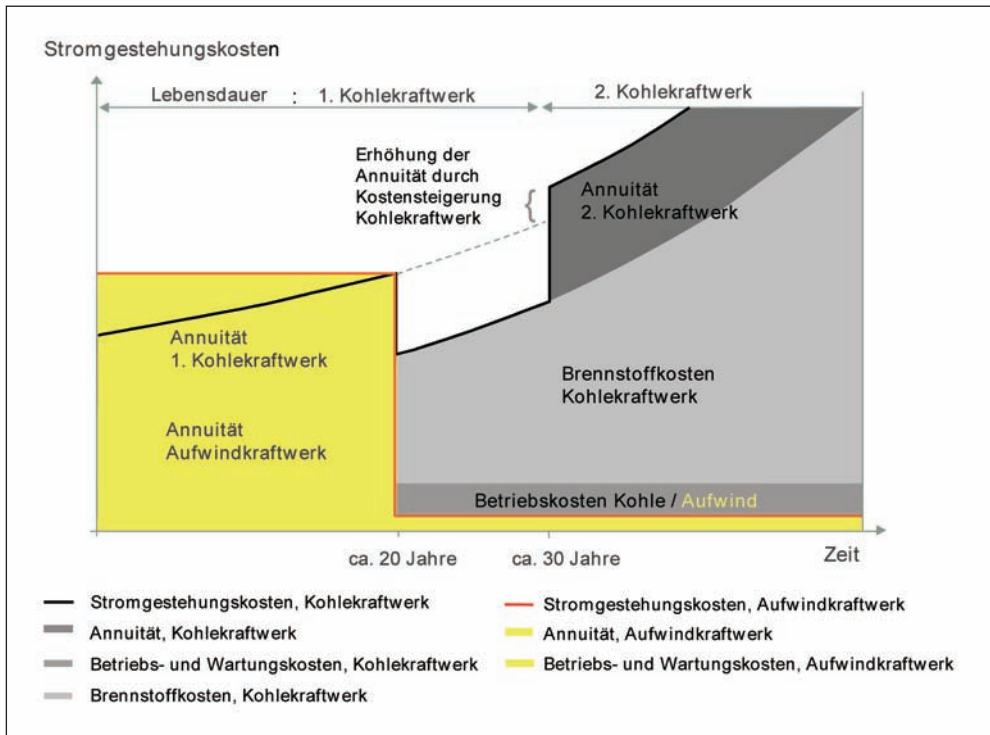 Stromgestehungskosten
Lebensdauer : 1. Kohlekraftwerk
2. Kohlekraftwerk
Erhöhung der
Annuität durch
Kostensteigerung
Kohlekraftwerk
{
Annuität
2. Kohlekraftwerk
Annuität
1. Kohlekraftwerk
Annuität
Aufwindkraftwerk
Brennstoffkosten
Kohlekraftwerk
Betriebskosten Kohle / Aufwind
ca. 20 Jahre
ca. 30 Jahre
Zeit
Stromgestehungskosten, Kohlekraftwerk
Annuität, Kohlekraftwerk
Betriebs- und Wartungskosten, Kohlekraftwerk
Brennstoffkosten, Kohlekraftwerk
Stromgestehungskosten, Aufwindkraftwerk
Annuität, Aufwindkraftwerk
Betriebs- und Wartungskosten, Aufwindkraftwerk